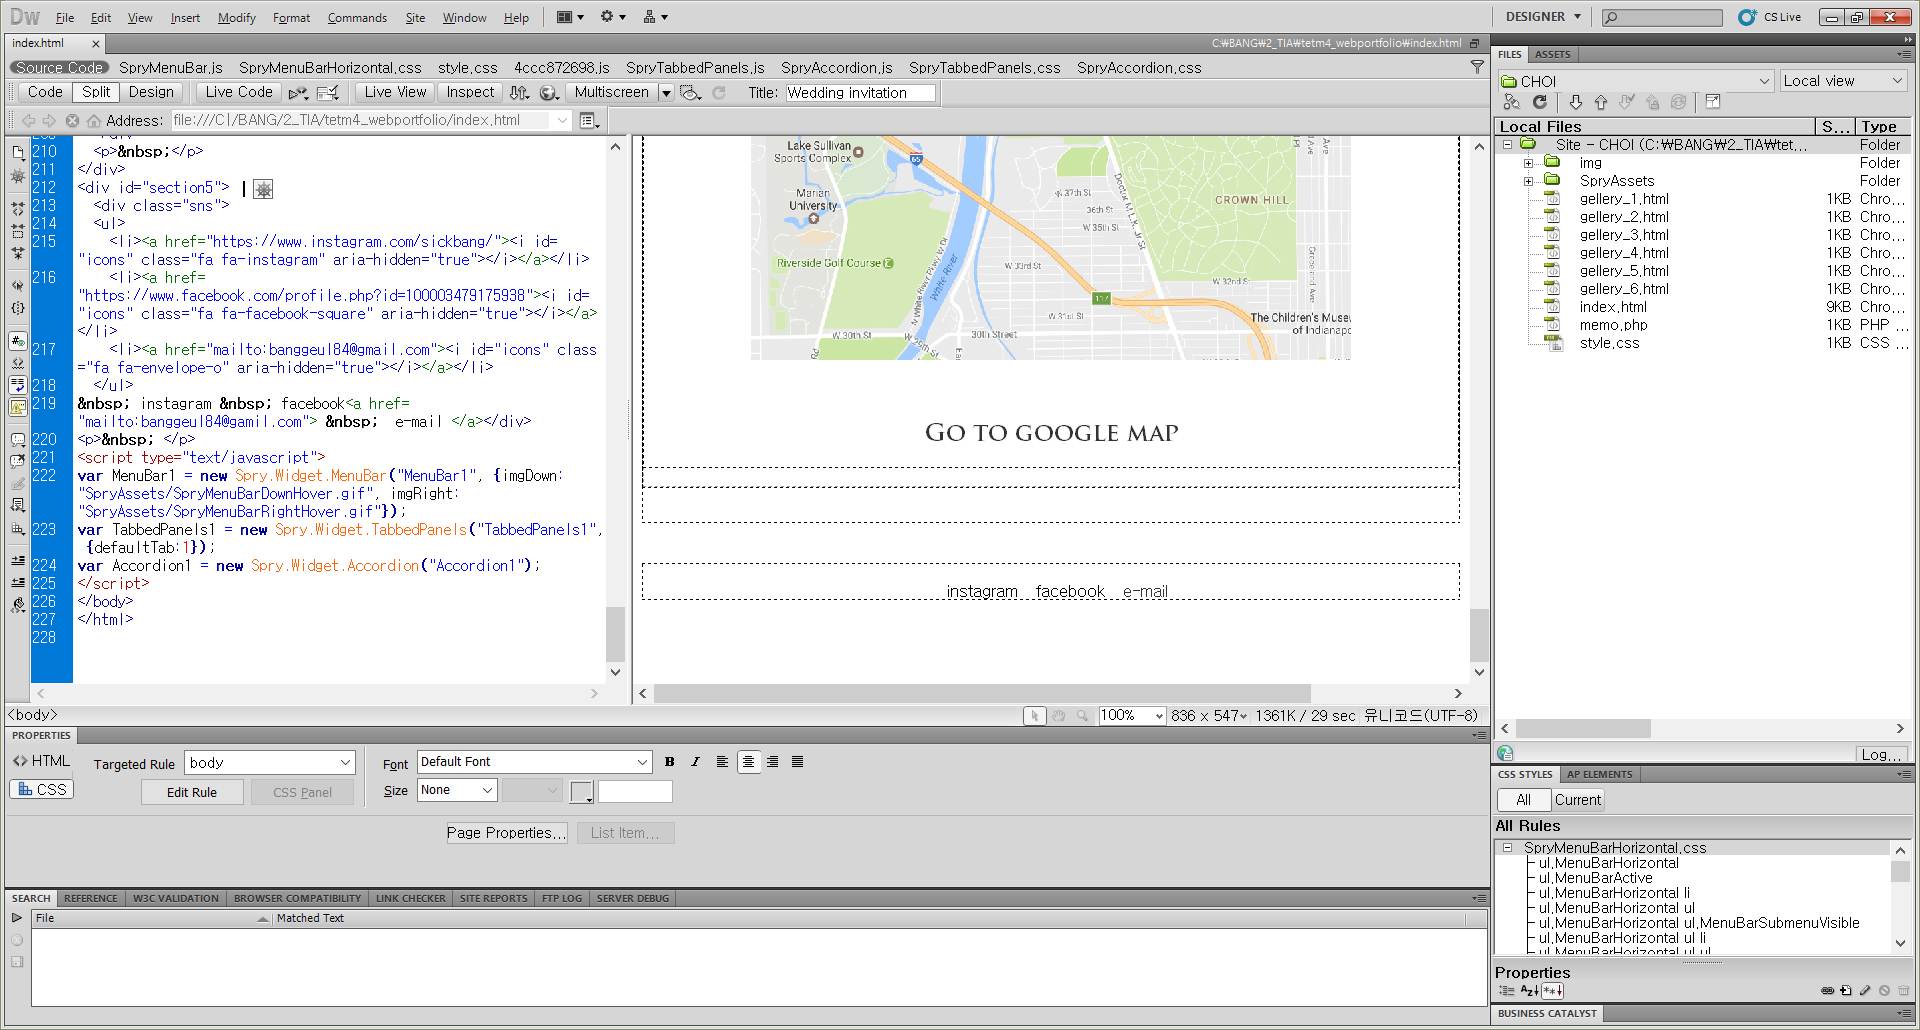 Dw File Edit View Insert Modify Format Commands Site Window Help DESIGNER CS Live
index.html C:₩BANG₩2_TIA₩tetm4_webportfolio₩index.html
Source Code SpryMenuBar.js SpryMenuBarHorizontal.css style.css 4ccc872698.js SpryTabbedPanels.js SpryAccordion.js SpryTabbedPanels.css SpryAccordion.css
Code Split Design Live Code Live View Inspect Multiscreen Title: Wedding invitation
Address: file:///C|/BANG/2_TIA/tetm4_webportfolio/index.html
210 <p>&nbsp;</p>
211 </div>
212 <div id="section5">
213 <div class="sns">
214 <ul>
215 <li><a href="https://www.instagram.com/sickbang/"><i id=
"icons" class="fa fa-instagram" aria-hidden="true"></i></a></li>
216 <li><a href=
"https://www.facebook.com/profile.php?id=100003479175938"><i id=
"icons" class="fa fa-facebook-square" aria-hidden="true"></i></a>
</li>
217 <li><a href="mailto:banggeul84@gmail.com"><i id="icons" class
="fa fa-envelope-o" aria-hidden="true"></i></a></li>
218 </ul>
219 &nbsp; instagram &nbsp; facebook<a href=
"mailto:banggeul84@gamil.com"> &nbsp; e-mail </a></div>
220 <p>&nbsp; </p>
221 <script type="text/javascript">
222 var MenuBar1 = new Spry.Widget.MenuBar("MenuBar1", {imgDown:
"SpryAssets/SpryMenuBarDownHover.gif", imgRight:
"SpryAssets/SpryMenuBarRightHover.gif"});
223 var TabbedPanels1 = new Spry.Widget.TabbedPanels("TabbedPanels1",
{defaultTab:1});
224 var Accordion1 = new Spry.Widget.Accordion("Accordion1");
225 </script>
226 </body>
227 </html>
228
Lake Sullivan
Sports Complex
65
Marian
University
W 37th St
36th St
W 35th St
Doctor M.L.K. Jr St
CROWN HILL
Riverside Golf Course
N White River Pkwy W Dr
White River
W 33rd St
W 32nd St
117
W 31st St
The Children's Museu
of Indianapo
W 30th St
30th Street
Graceland Ave
GO TO GOOGLE MAP
instagram facebook e-mail
<body> 100% 836 x 547 1361K / 29 sec 유니코드(UTF-8)
PROPERTIES
HTML Targeted Rule body Font Default Font B I
CSS Edit Rule CSS Panel Size None
Page Properties... List Item...
SEARCH REFERENCE W3C VALIDATION BROWSER COMPATIBILITY LINK CHECKER SITE REPORTS FTP LOG SERVER DEBUG
File Matched Text
FILES ASSETS
CHOI Local view
Local Files S... Type
Site - CHOI (C:₩BANG₩2_TIA₩tet... Folder
img Folder
SpryAssets Folder
gellery_1.html 1KB Chro...
gellery_2.html 1KB Chro...
gellery_3.html 1KB Chro...
gellery_4.html 1KB Chro...
gellery_5.html 1KB Chro...
gellery_6.html 1KB Chro...
index.html 9KB Chro...
memo.php 1KB PHP ...
style.css 1KB CSS ...
Log...
CSS STYLES AP ELEMENTS
All Current
All Rules
SpryMenuBarHorizontal.css
ul.MenuBarHorizontal
ul.MenuBarActive
ul.MenuBarHorizontal li
ul.MenuBarHorizontal ul
ul.MenuBarHorizontal ul.MenuBarSubmenuVisible
ul.MenuBarHorizontal ul li
ul.MenuBarHorizontal ul ul
Properties
BUSINESS CATALYST